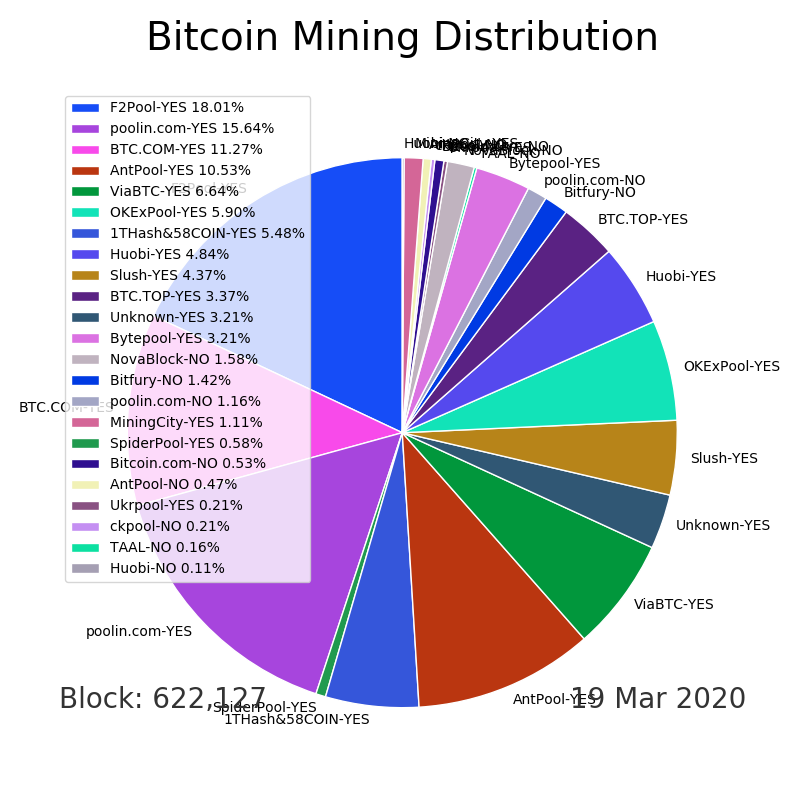 Bitcoin Mining Distribution
F2Pool-YES 18.01%
poolin.com-YES 15.64%
BTC.COM-YES 11.27%
AntPool-YES 10.53%
ViaBTC-YES 6.64%
OKExPool-YES 5.90%
1THash&58COIN-YES 5.48%
Huobi-YES 4.84%
Slush-YES 4.37%
BTC.TOP-YES 3.37%
Unknown-YES 3.21%
Bytepool-YES 3.21%
NovaBlock-NO 1.58%
Bitfury-NO 1.42%
poolin.com-NO 1.16%
MiningCity-YES 1.11%
SpiderPool-YES 0.58%
Bitcoin.com-NO 0.53%
AntPool-NO 0.47%
Ukrpool-YES 0.21%
ckpool-NO 0.21%
TAAL-NO 0.16%
Huobi-NO 0.11%
Bytepool-YES
poolin.com-NO
Bitfury-NO
BTC.TOP-YES
Huobi-YES
OKExPool-YES
Slush-YES
Unknown-YES
ViaBTC-YES
AntPool-YES
1THash&58COIN-YES
SpiderPool-YES
poolin.com-YES
BTC.COM-YES
Block: 622,127
19 Mar 2020